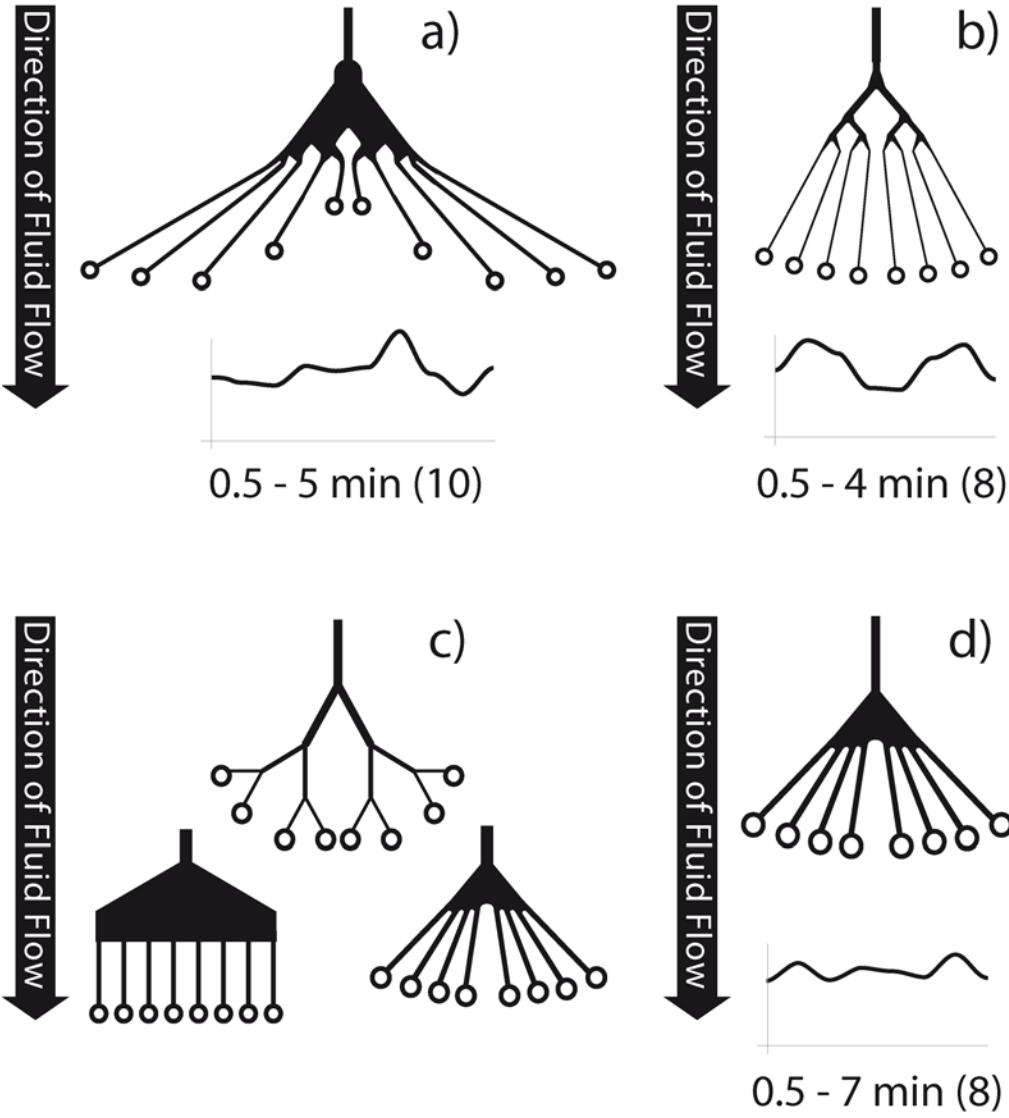 Direction of Fluid Flow
a)
0.5 - 5 min (10)
Direction of Fluid Flow
b)
0.5 - 4 min (8)
Direction of Fluid Flow
c)
Direction of Fluid Flow
d)
0.5 - 7 min (8)